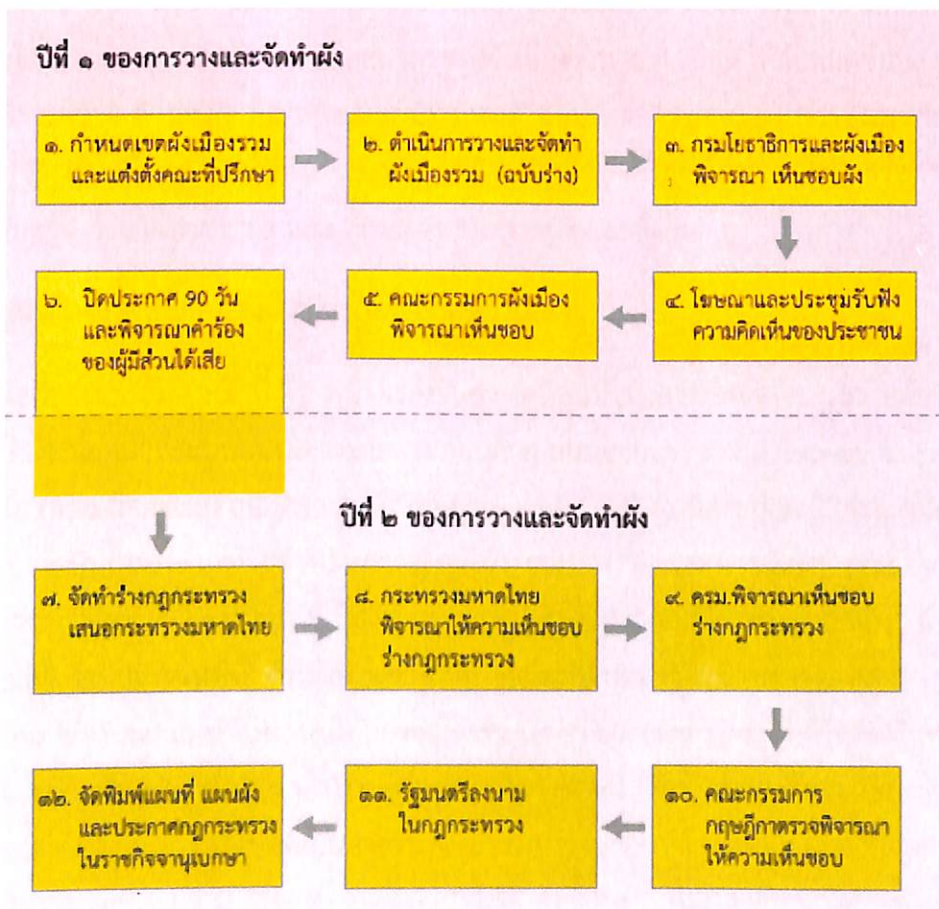 ปีที่ ๑ ของการวางและจัดทำผัง
๑. กำหนดเขตผังเมืองรวม
และแต่งตั้งคณะที่ปรึกษา
๒. ดำเนินการวางและจัดทำ
ผังเมืองรวม (ฉบับร่าง)
๓. กรมโยธาธิการและผังเมือง
พิจารณา เห็นชอบผัง
๔. โฆษณาและประชุมรับฟัง
ความคิดเห็นของประชาชน
๕. คณะกรรมการผังเมือง
พิจารณาเห็นชอบ
๖. ปิดประกาศ 90 วัน
และพิจารณาคำร้อง
ของผู้มีส่วนได้เสีย
ปีที่ ๒ ของการวางและจัดทำผัง
๗. จัดทำร่างกฎกระทรวง
เสนอกระทรวงมหาดไทย
๘. กระทรวงมหาดไทย
พิจารณาให้ความเห็นชอบ
ร่างกฎกระทรวง
๙. ครม.พิจารณาเห็นชอบ
ร่างกฎกระทรวง
๑๐. คณะกรรมการ
กฤษฎีกาตรวจพิจารณา
ให้ความเห็นชอบ
๑๑. รัฐมนตรีลงนาม
ในกฎกระทรวง
๑๒. จัดพิมพ์แผนที่ แผนผัง
และประกาศกฎกระทรวง
ในราชกิจจานุเบกษา